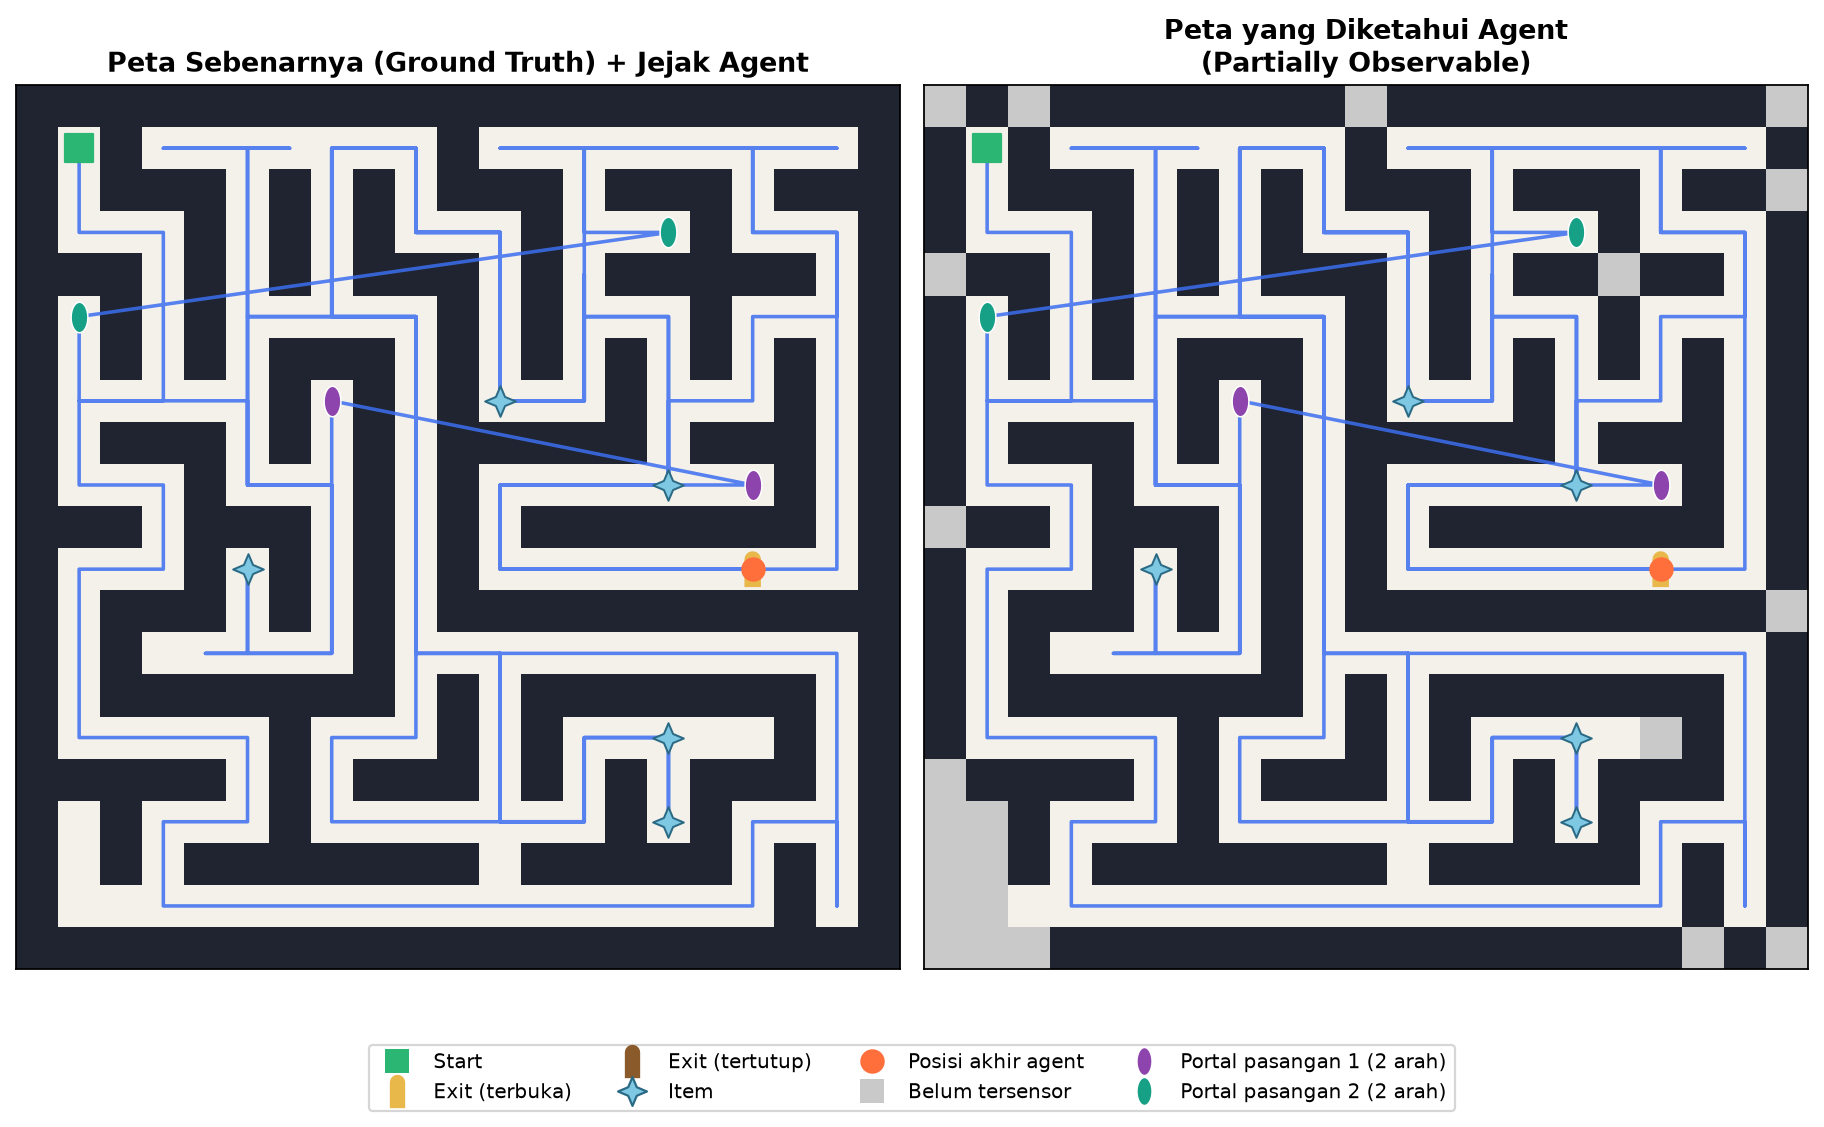 Peta Sebenarnya (Ground Truth) + Jejak Agent
Peta yang Diketahui Agent
(Partially Observable)
Start
Exit (terbuka)
Exit (tertutup)
Item
Posisi akhir agent
Belum tersensor
Portal pasangan 1 (2 arah)
Portal pasangan 2 (2 arah)